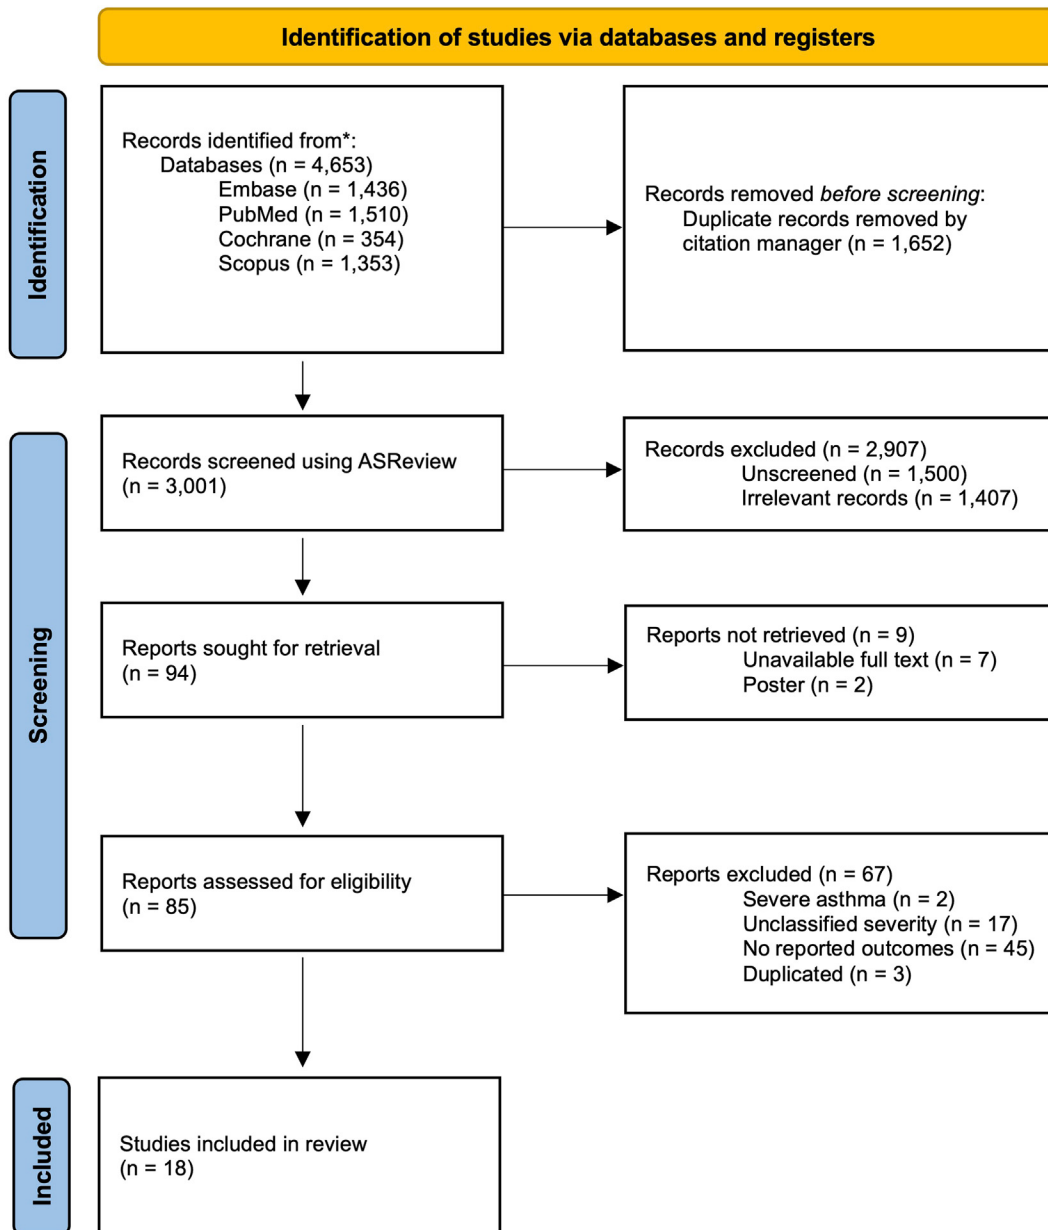 Identification of studies via databases and registers
Identification
Records identified from*:
Databases (n = 4,653)
Embase (n = 1,436)
PubMed (n = 1,510)
Cochrane (n = 354)
Scopus (n = 1,353)
Records removed before screening:
Duplicate records removed by
citation manager (n = 1,652)
Screening
Records screened using ASReview
(n = 3,001)
Records excluded (n = 2,907)
Unscreened (n = 1,500)
Irrelevant records (n = 1,407)
Reports sought for retrieval
(n = 94)
Reports not retrieved (n = 9)
Unavailable full text (n = 7)
Poster (n = 2)
Reports assessed for eligibility
(n = 85)
Reports excluded (n = 67)
Severe asthma (n = 2)
Unclassified severity (n = 17)
No reported outcomes (n = 45)
Duplicated (n = 3)
Included
Studies included in review
(n = 18)